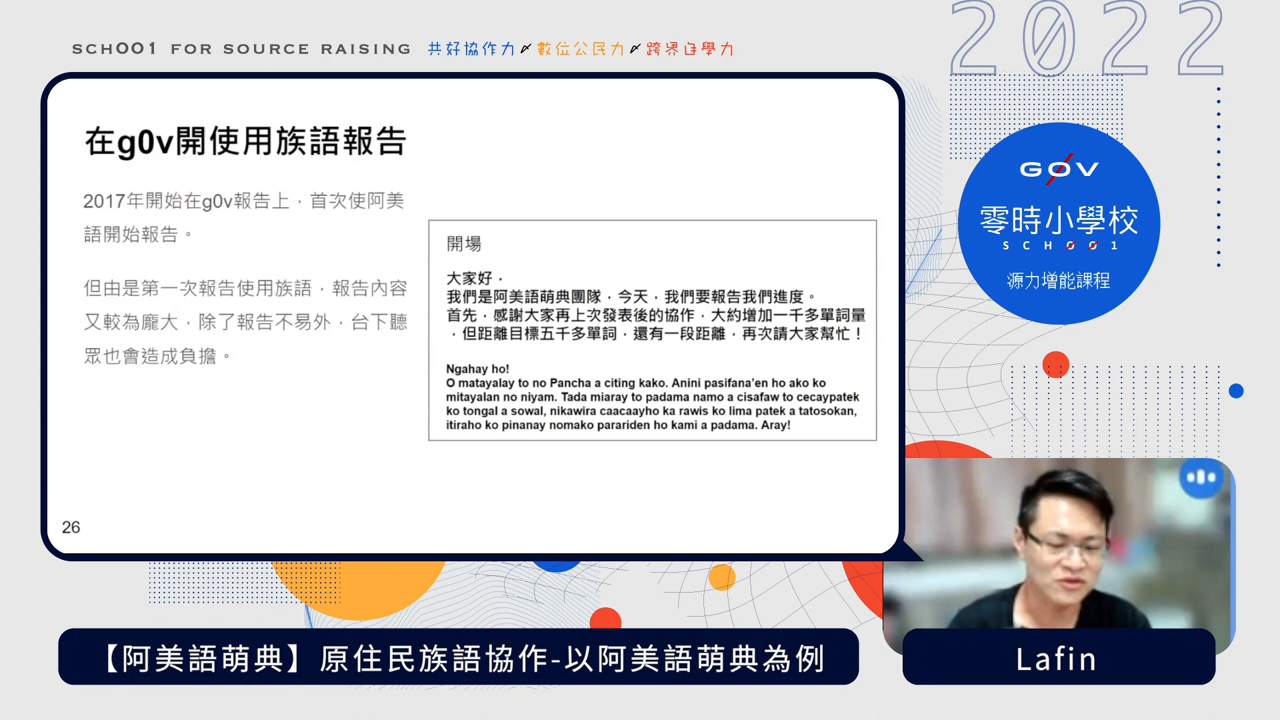 SCHOO1 FOR SOURCE RAISING 共好協作力 數位公民力 跨界自學力
2022
在g0v開使用族語報告
2017年開始在g0v報告上，首次使阿美
語開始報告。
但由是第一次報告使用族語，報告內容
又較為龐大，除了報告不易外，台下聽
眾也會造成負擔。
開場
大家好，
我們是阿美語萌典團隊，今天，我們要報告我們進度。
首先，感謝大家再上次發表後的協作，大約增加一千多單詞量
，但距離目標五千多單詞，還有一段距離，再次請大家幫忙！
Ngahay ho!
O matayalay to no Pancha a citing kako. Anini pasifana'en ho ako ko
mitayalan no niyam. Tada miaray to padama namo a cisafaw to cecaypatek
ko tongal a sowal, nikawira caacaayho ka rawis ko lima patek a tatosokan,
itiraho ko pinanay nomako parariden ho kami a padama. Aray!
26
G0V
零時小學校
SCH001
源力增能課程
【阿美語萌典】原住民族語協作-以阿美語萌典為例
Lafin